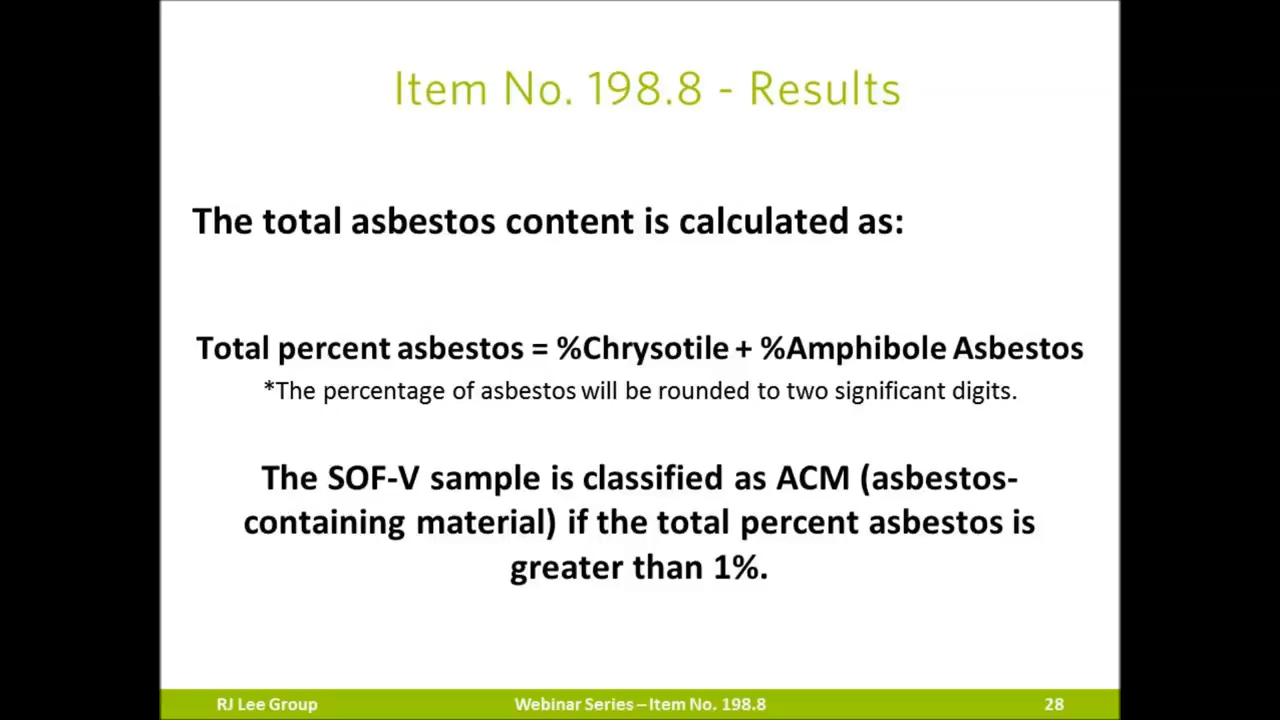 Item No. 198.8 - Results
The total asbestos content is calculated as:
Total percent asbestos = %Chrysotile + %Amphibole Asbestos
*The percentage of asbestos will be rounded to two significant digits.
The SOF-V sample is classified as ACM (asbestos-
containing material) if the total percent asbestos is
greater than 1%.
RJ Lee Group Webinar Series – Item No. 198.8 28